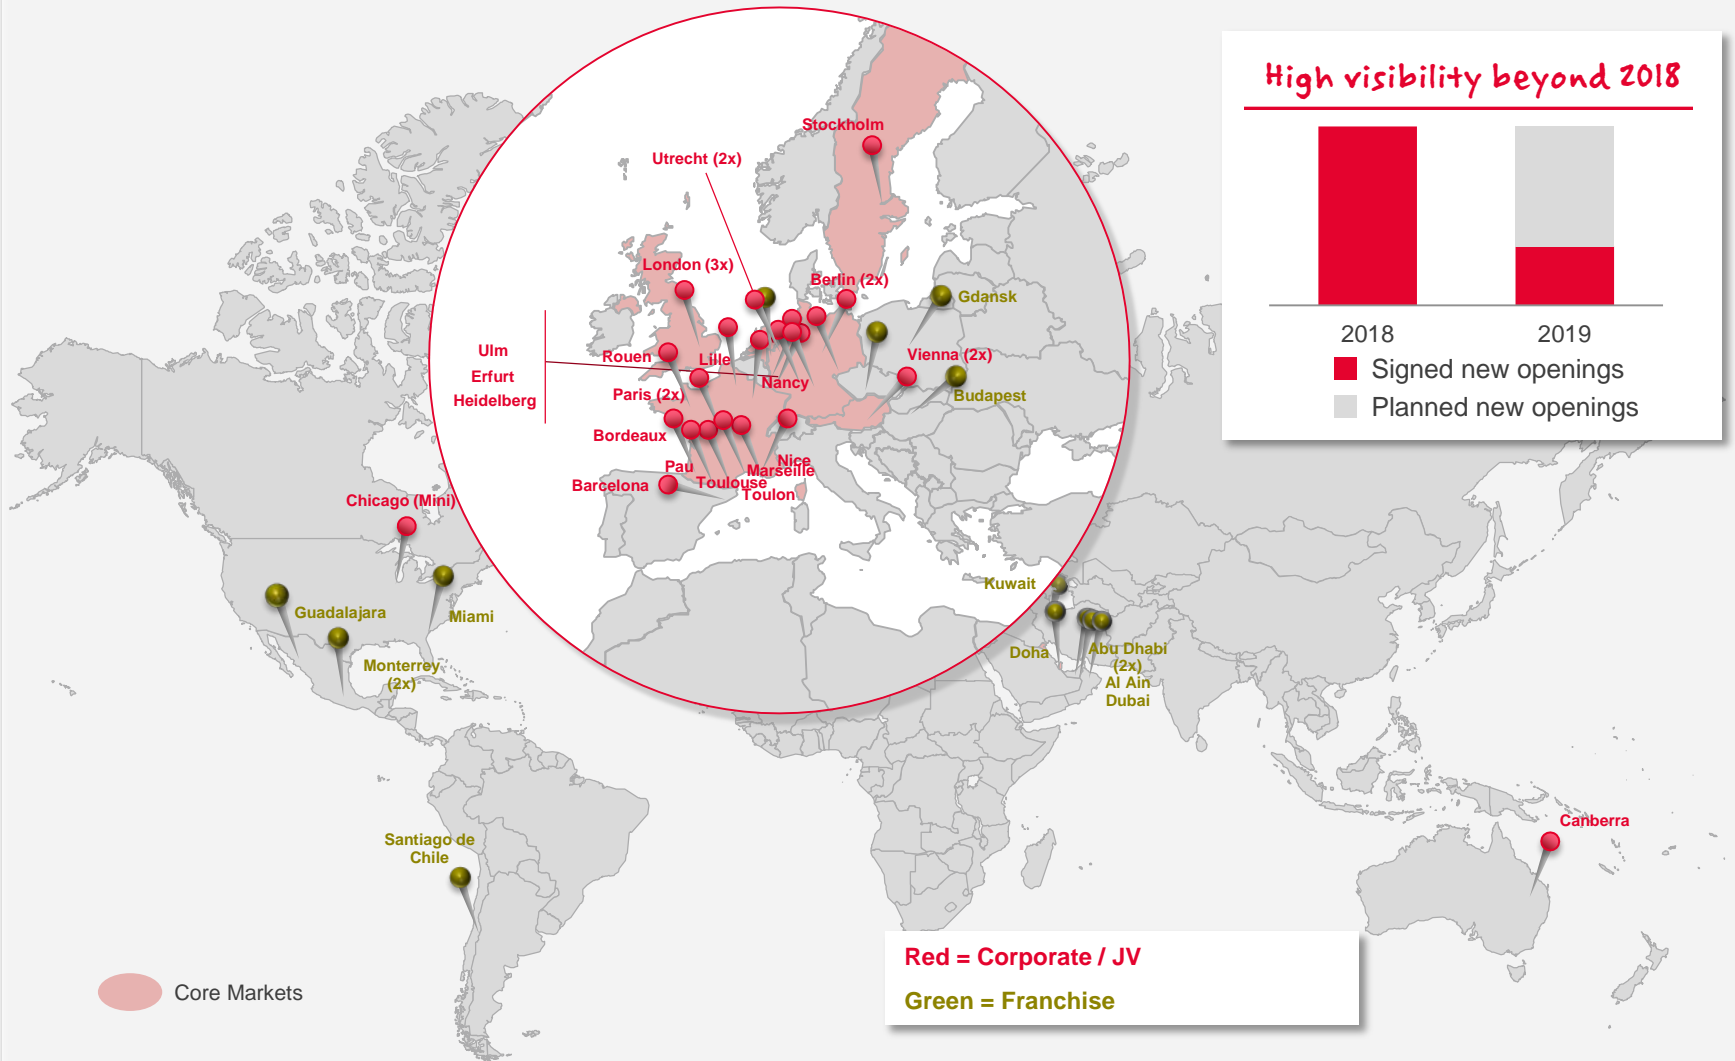 High visibility beyond 2018
2018
2019
Signed new openings
Planned new openings
Stockholm
Utrecht (2x)
London (3x)
Berlin (2x)
Gdansk
Ulm
Erfurt
Heidelberg
Rouen
Lille
Nancy
Vienna (2x)
Budapest
Paris (2x)
Bordeaux
Pau
Toulouse
Nice
Marseille
Toulon
Barcelona
Chicago (Mini)
Guadalajara
Miami
Monterrey
(2x)
Kuwait
Doha
Abu Dhabi
(2x)
Al Ain
Dubai
Santiago de
Chile
Canberra
Core Markets
Red = Corporate / JV
Green = Franchise